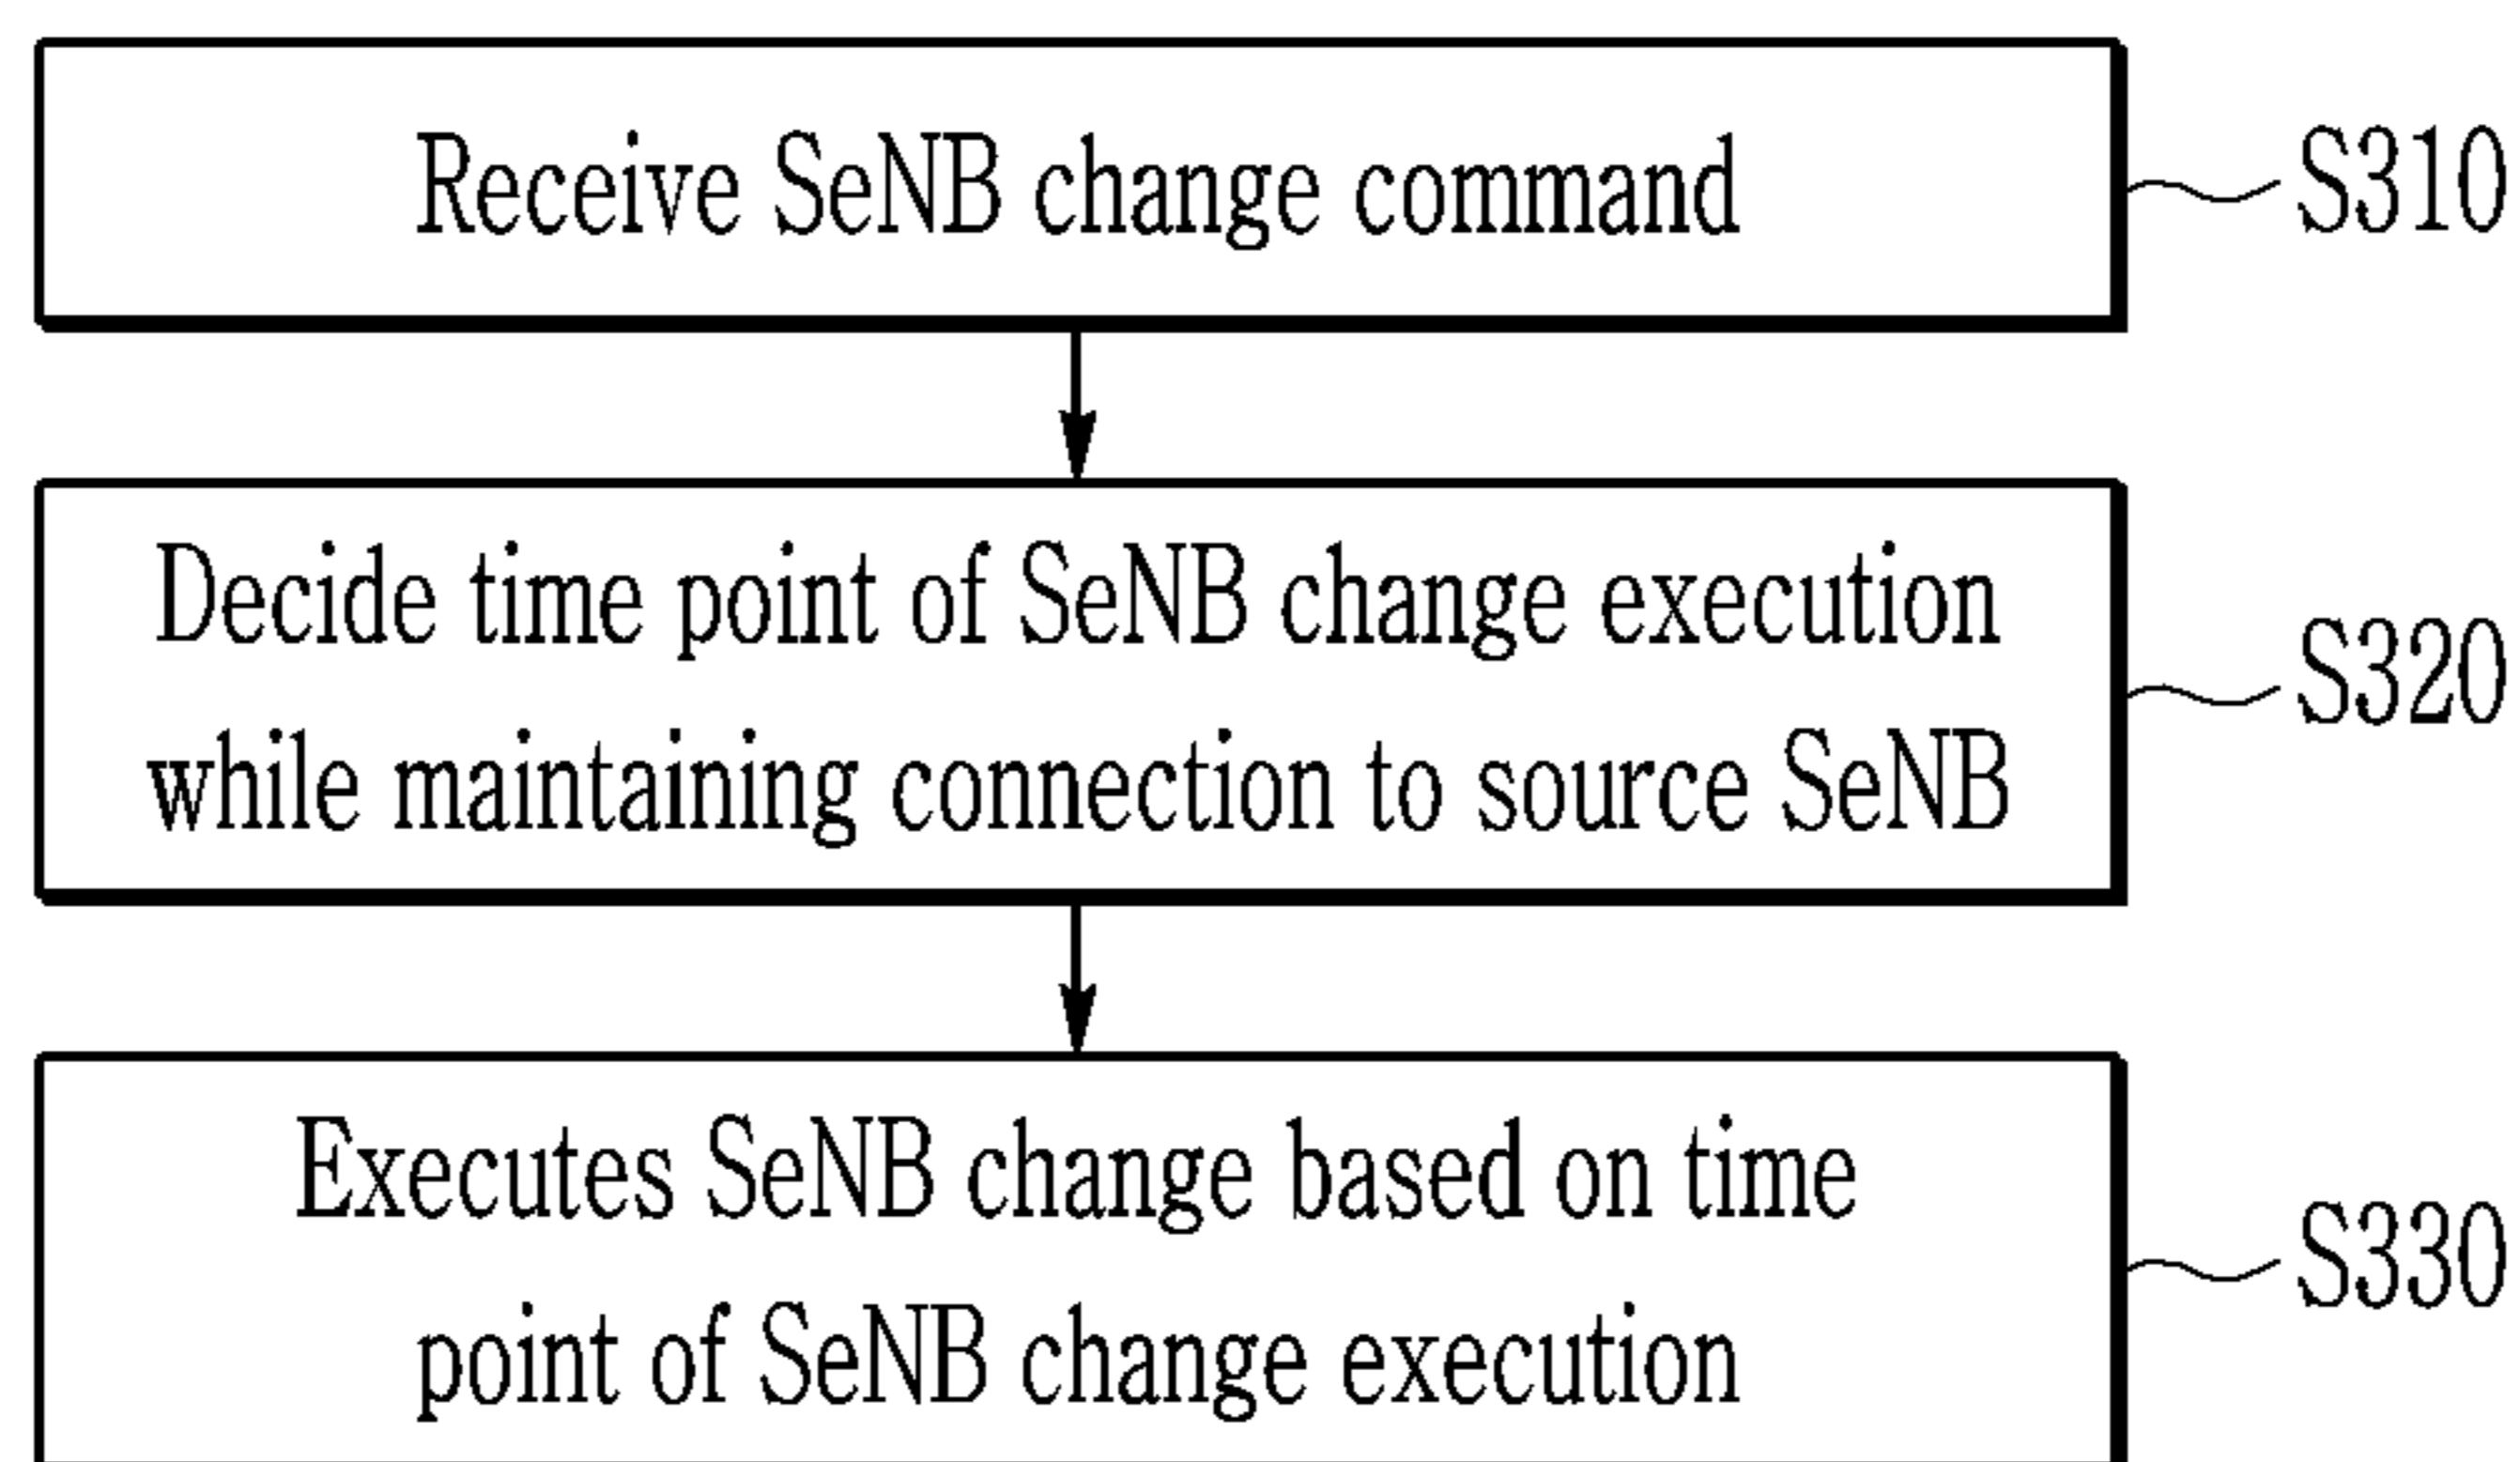 Receive SeNB change command
S310
Decide time point of SeNB change execution
while maintaining connection to source SeNB
S320
Executes SeNB change based on time
point of SeNB change execution
S330